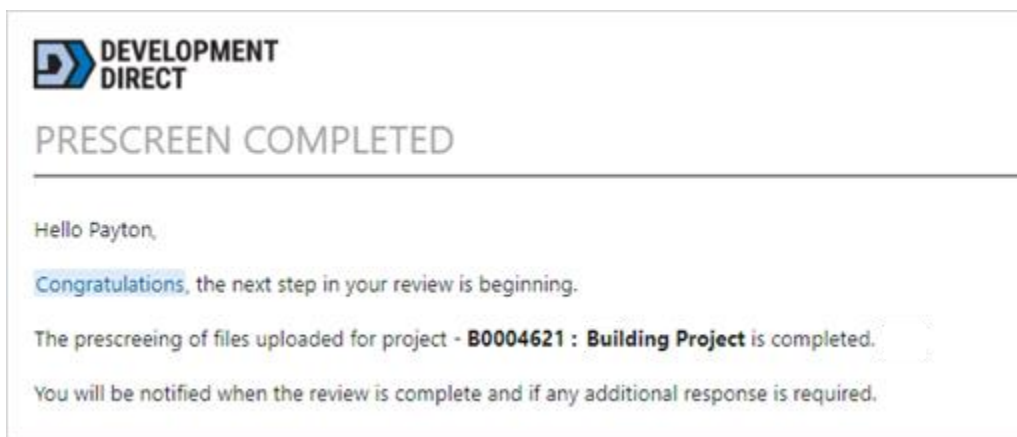 DEVELOPMENT
DIRECT
PRESCREEN COMPLETED
Hello Payton,
Congratulations, the next step in your review is beginning.
The prescreeing of files uploaded for project - B0004621 : Building Project is completed.
You will be notified when the review is complete and if any additional response is required.